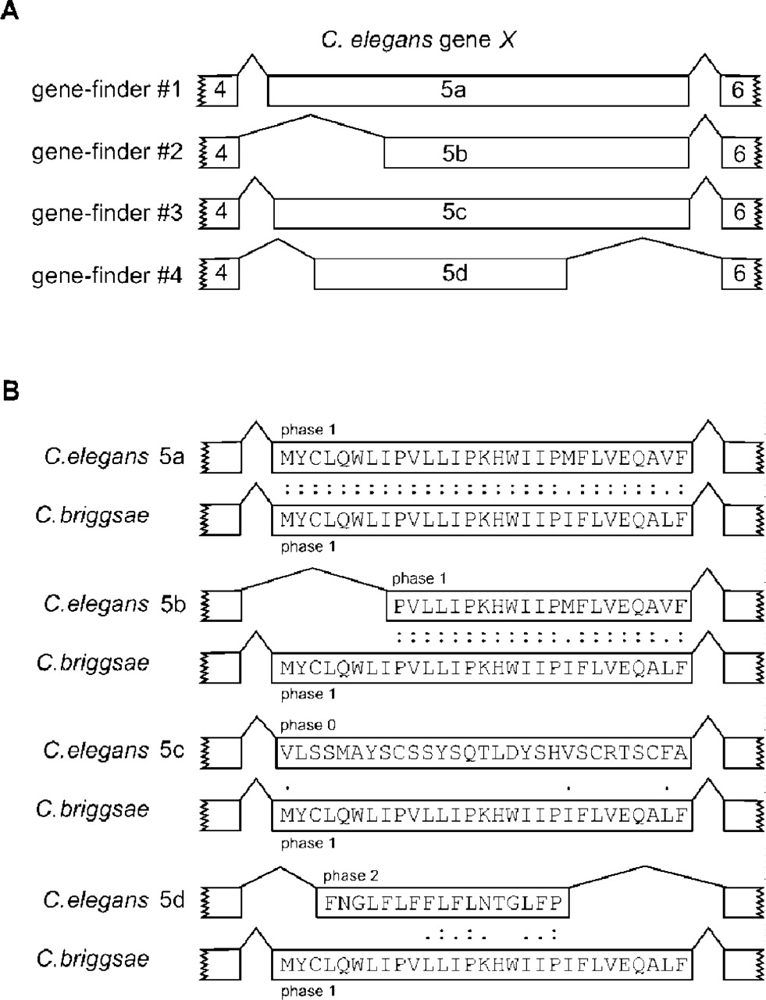 A
C. elegans gene X
gene-finder #1 4 5a 6
gene-finder #2 4 5b 6
gene-finder #3 4 5c 6
gene-finder #4 4 5d 6
B
phase 1
C.elegans 5a MYCLQWLIPVLLIPKHWIIPMFLVEQAVF
::::::::::::::::::::.:::::::.:
C.briggsae MYCLQWLIPVLLIPKHWIIPIFLVEQALF
phase 1
phase 1
C.elegans 5b PVLLIPKHWIIPMFLVEQAVF
::::::::::::.:::::::.:
C.briggsae MYCLQWLIPVLLIPKHWIIPIFLVEQALF
phase 1
phase 0
C.elegans 5c VLSSMAYSCSSYSQTLDYSHVSCRTSCFA
. . .
C.briggsae MYCLQWLIPVLLIPKHWIIPIFLVEQALF
phase 1
phase 2
C.elegans 5d FNGLFLFFLFLNTGLFP
.:.:. ..:
C.briggsae MYCLQWLIPVLLIPKHWIIPIFLVEQALF
phase 1